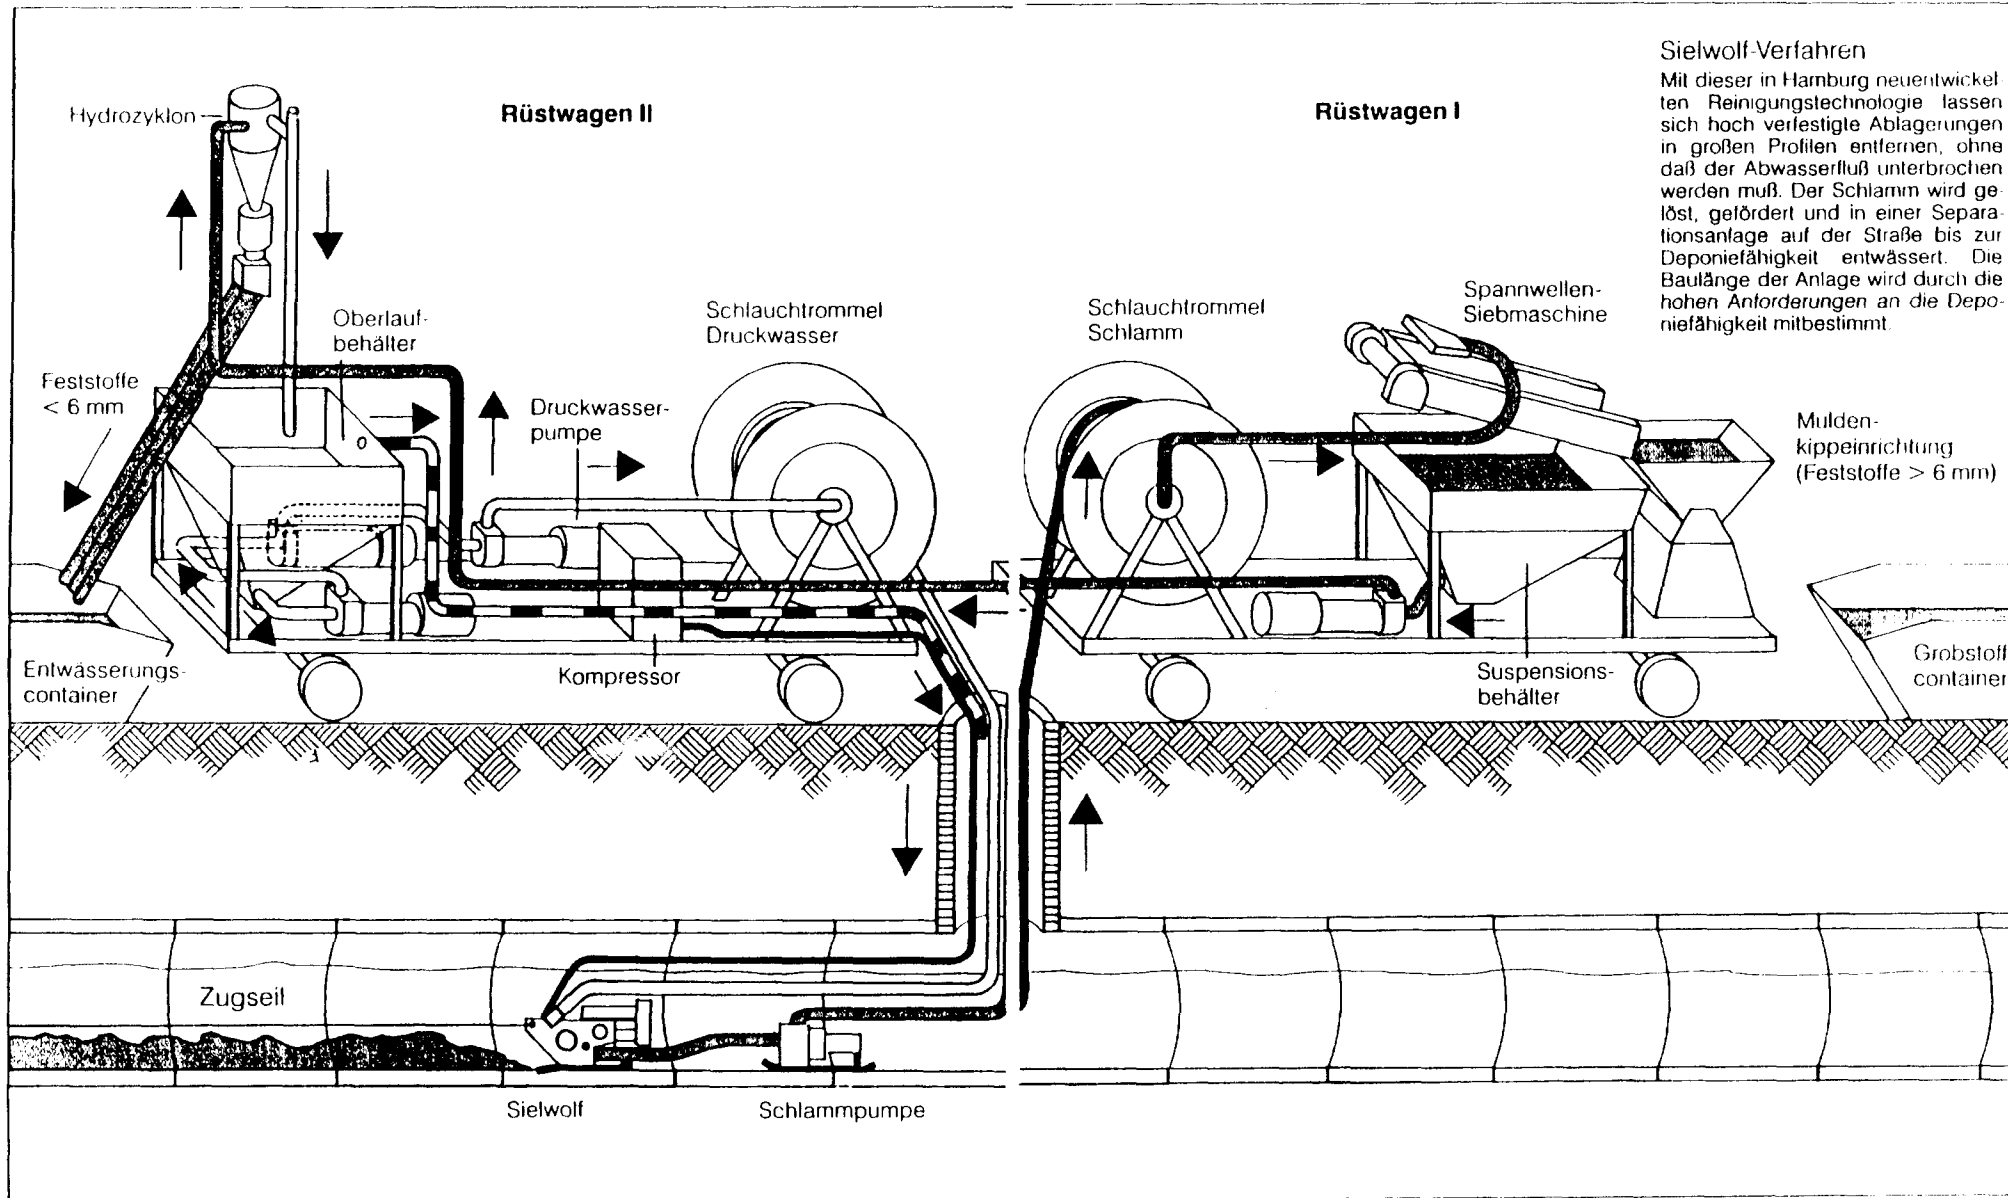 Sielwolf-Verfahren
Mit dieser in Hamburg neuentwickel-
ten Reinigungstechnologie lassen
sich hoch verfestigte Ablagerungen
in großen Profilen entfernen, ohne
daß der Abwasserfluß unterbrochen
werden muß. Der Schlamm wird ge-
löst, gefördert und in einer Separa-
tionsanlage auf der Straße bis zur
Deponiefähigkeit entwässert. Die
Baulänge der Anlage wird durch die
hohen Anforderungen an die Depo-
niefähigkeit mitbestimmt.
Rüstwagen II
Rüstwagen I
Hydrozyklon
Oberlauf-
behälter
Schlauchtrommel
Druckwasser
Schlauchtrommel
Schlamm
Spannwellen-
Siebmaschine
Feststoffe
< 6 mm
Druckwasser-
pumpe
Mulden-
kippeinrichtung
(Feststoffe > 6 mm)
Entwässerungs-
container
Kompressor
Suspensions-
behälter
Grobstoff
container
Zugseil
Sielwolf
Schlammpumpe